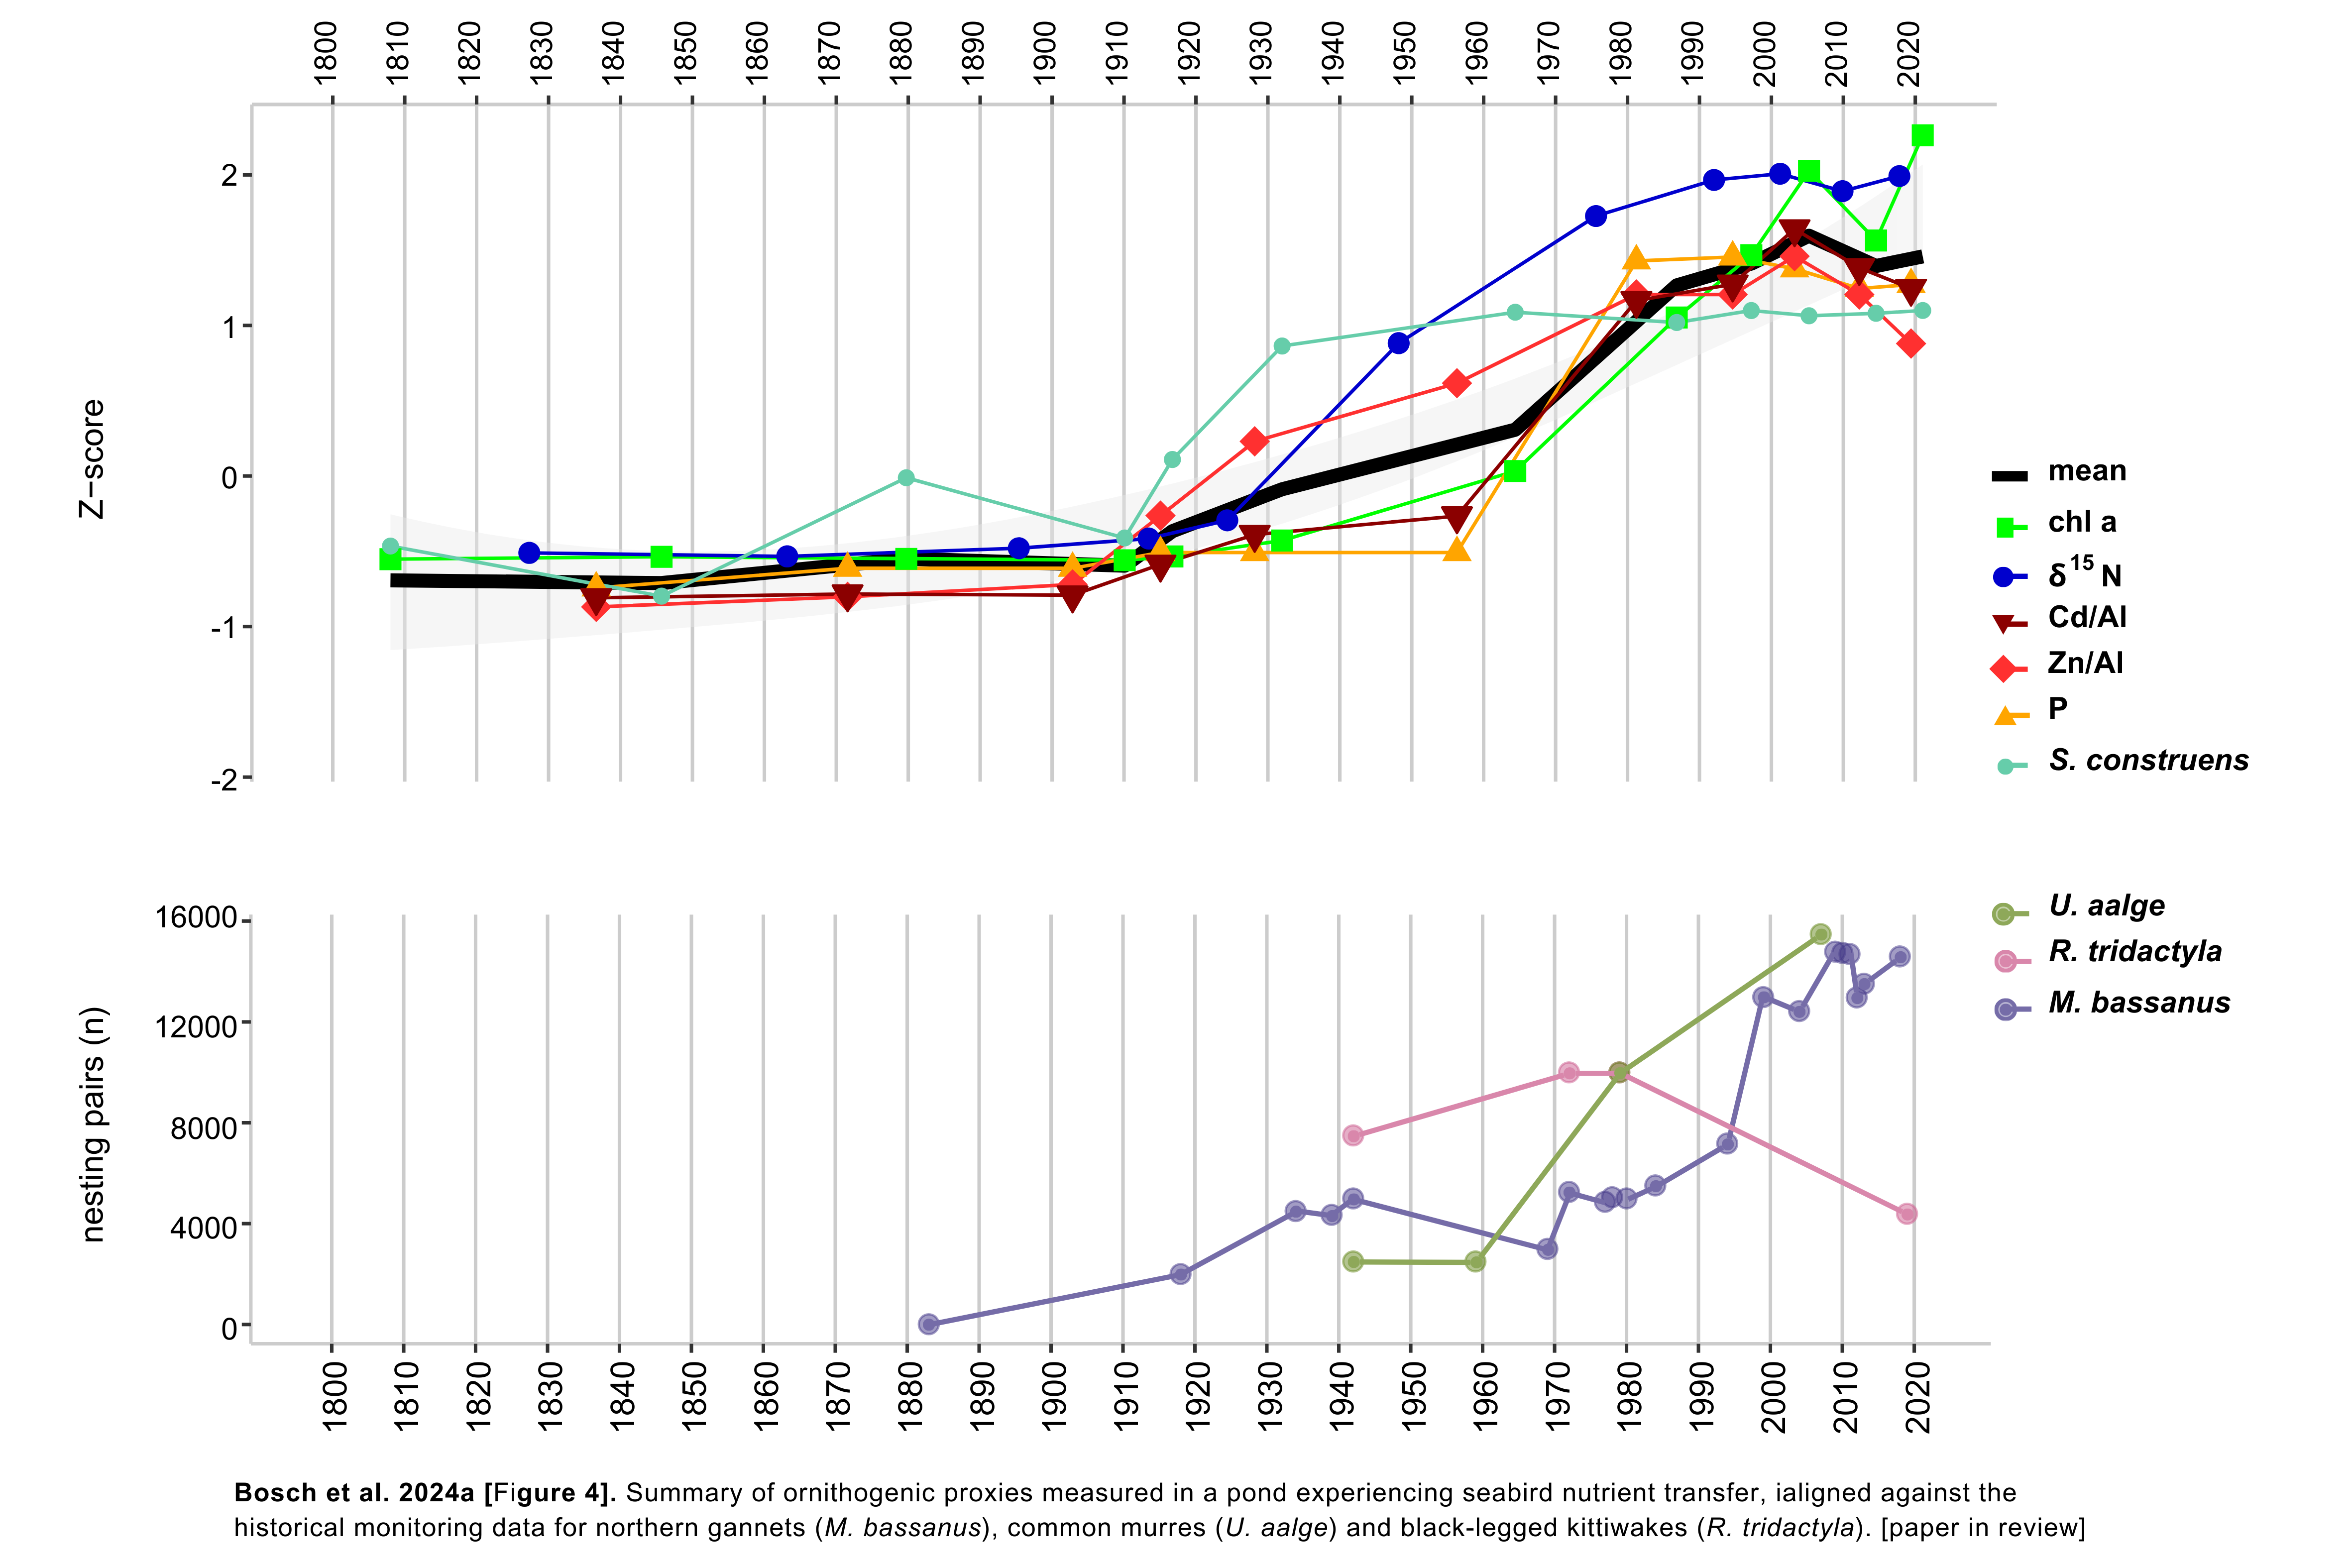 1800 1810 1820 1830 1840 1850 1860 1870 1880 1890 1900 1910 1920 1930 1940 1950 1960 1970 1980 1990 2000 2010 2020
2
1
0
-1
-2
Z−score
mean
chl a
δ 15 N
Cd/Al
Zn/Al
P
S. construens
16000
12000
8000
4000
0
nesting pairs (n)
U. aalge
R. tridactyla
M. bassanus
1800 1810 1820 1830 1840 1850 1860 1870 1880 1890 1900 1910 1920 1930 1940 1950 1960 1970 1980 1990 2000 2010 2020
Bosch et al. 2024a [Figure 4]. Summary of ornithogenic proxies measured in a pond experiencing seabird nutrient transfer, ialigned against the
historical monitoring data for northern gannets (M. bassanus), common murres (U. aalge) and black-legged kittiwakes (R. tridactyla). [paper in review]